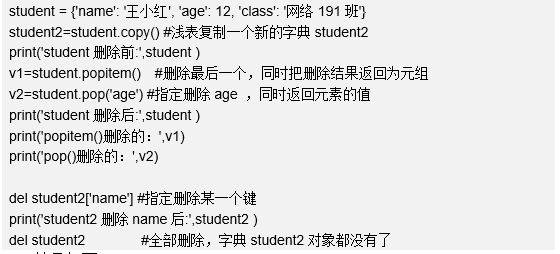 student = {'name': '王小红', 'age': 12, 'class': '网络 191 班'}
student2=student.copy() #浅表复制一个新的字典 student2
print('student 删除前:',student )
v1=student.popitem() #删除最后一个，同时把删除结果返回为元组
v2=student.pop('age') #指定删除 age ，同时返回元素的值
print('student 删除后:',student )
print('popitem()删除的：',v1)
print('pop()删除的：',v2)
del student2['name'] #指定删除某一个键
print('student2 删除 name 后:',student2 )
del student2 #全部删除，字典 student2 对象都没有了